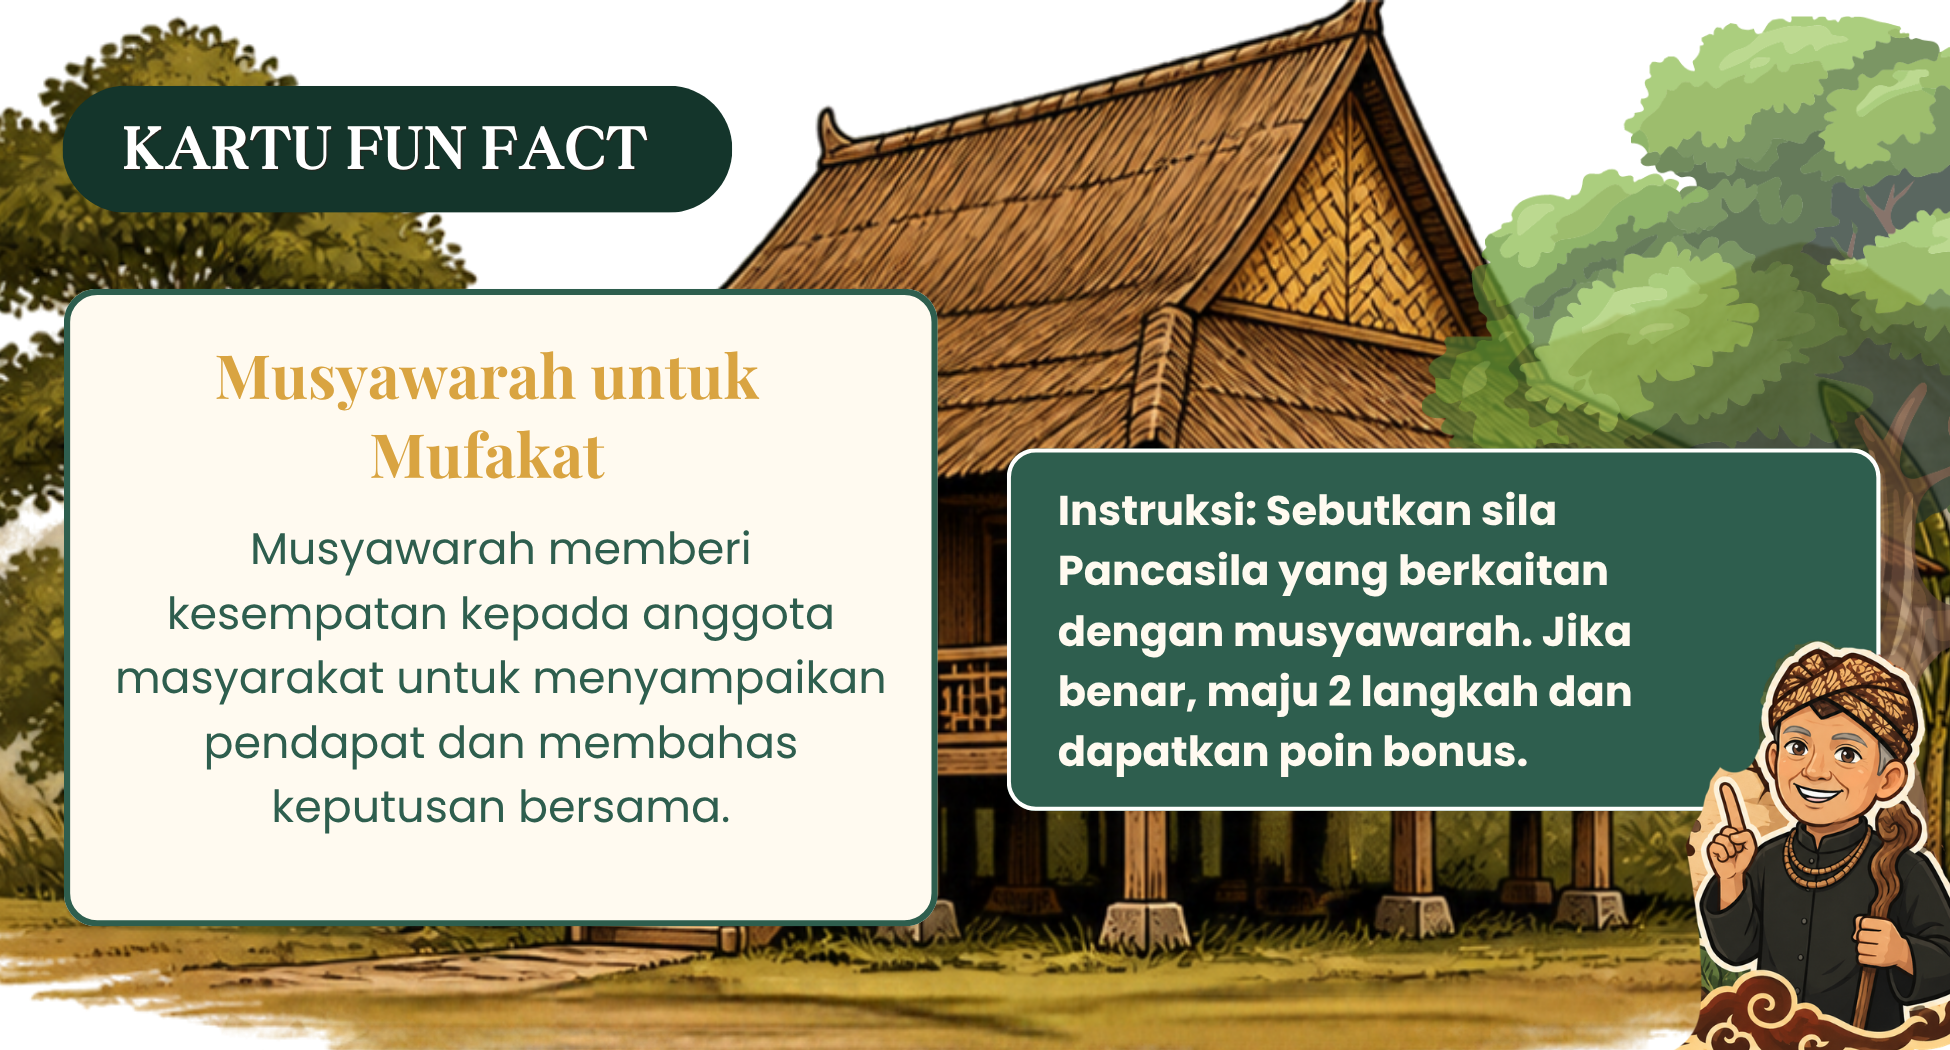 KARTU FUN FACT
Musyawarah untuk
Mufakat
Musyawarah memberi
kesempatan kepada anggota
masyarakat untuk menyampaikan
pendapat dan membahas
keputusan bersama.
Instruksi: Sebutkan sila
Pancasila yang berkaitan
dengan musyawarah. Jika
benar, maju 2 langkah dan
dapatkan poin bonus.